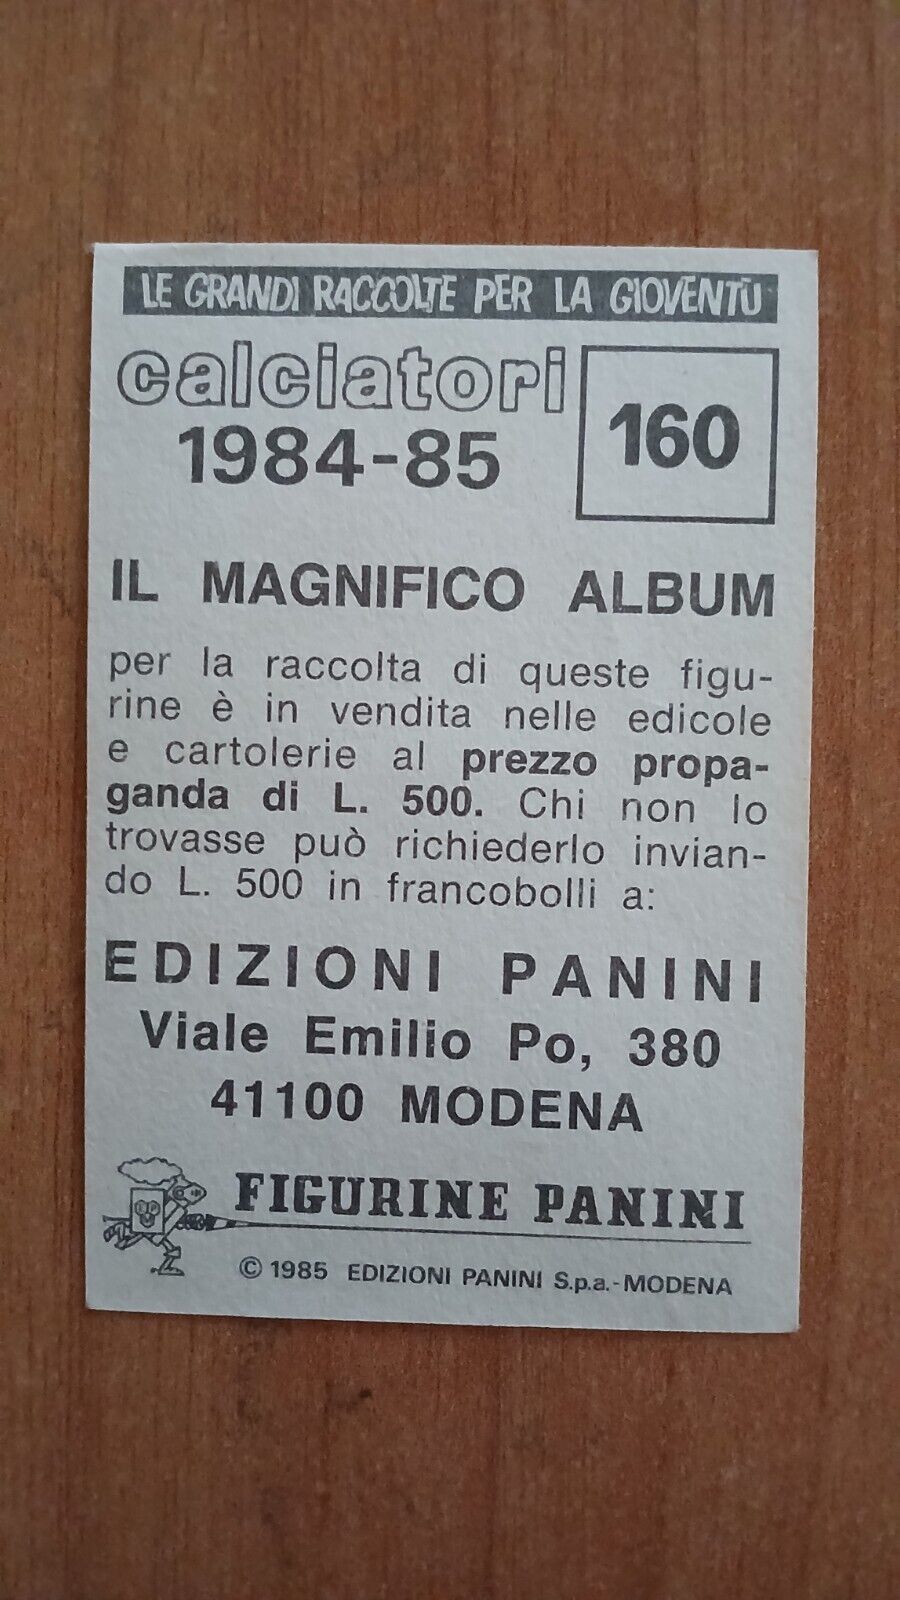 LE GRANDI RACCOLTE PER LA GIOVENTÙ
calciatori
1984-85
160
IL MAGNIFICO ALBUM
per la raccolta di queste figu-
rine è in vendita nelle edicole
e cartolerie al prezzo propa-
ganda di L. 500. Chi non lo
trovasse può richiederlo invian-
do L. 500 in francobolli a:
EDIZIONI PANINI
Viale Emilio Po, 380
41100 MODENA
FIGURINE PANINI
© 1985 EDIZIONI PANINI S.p.a.-MODENA